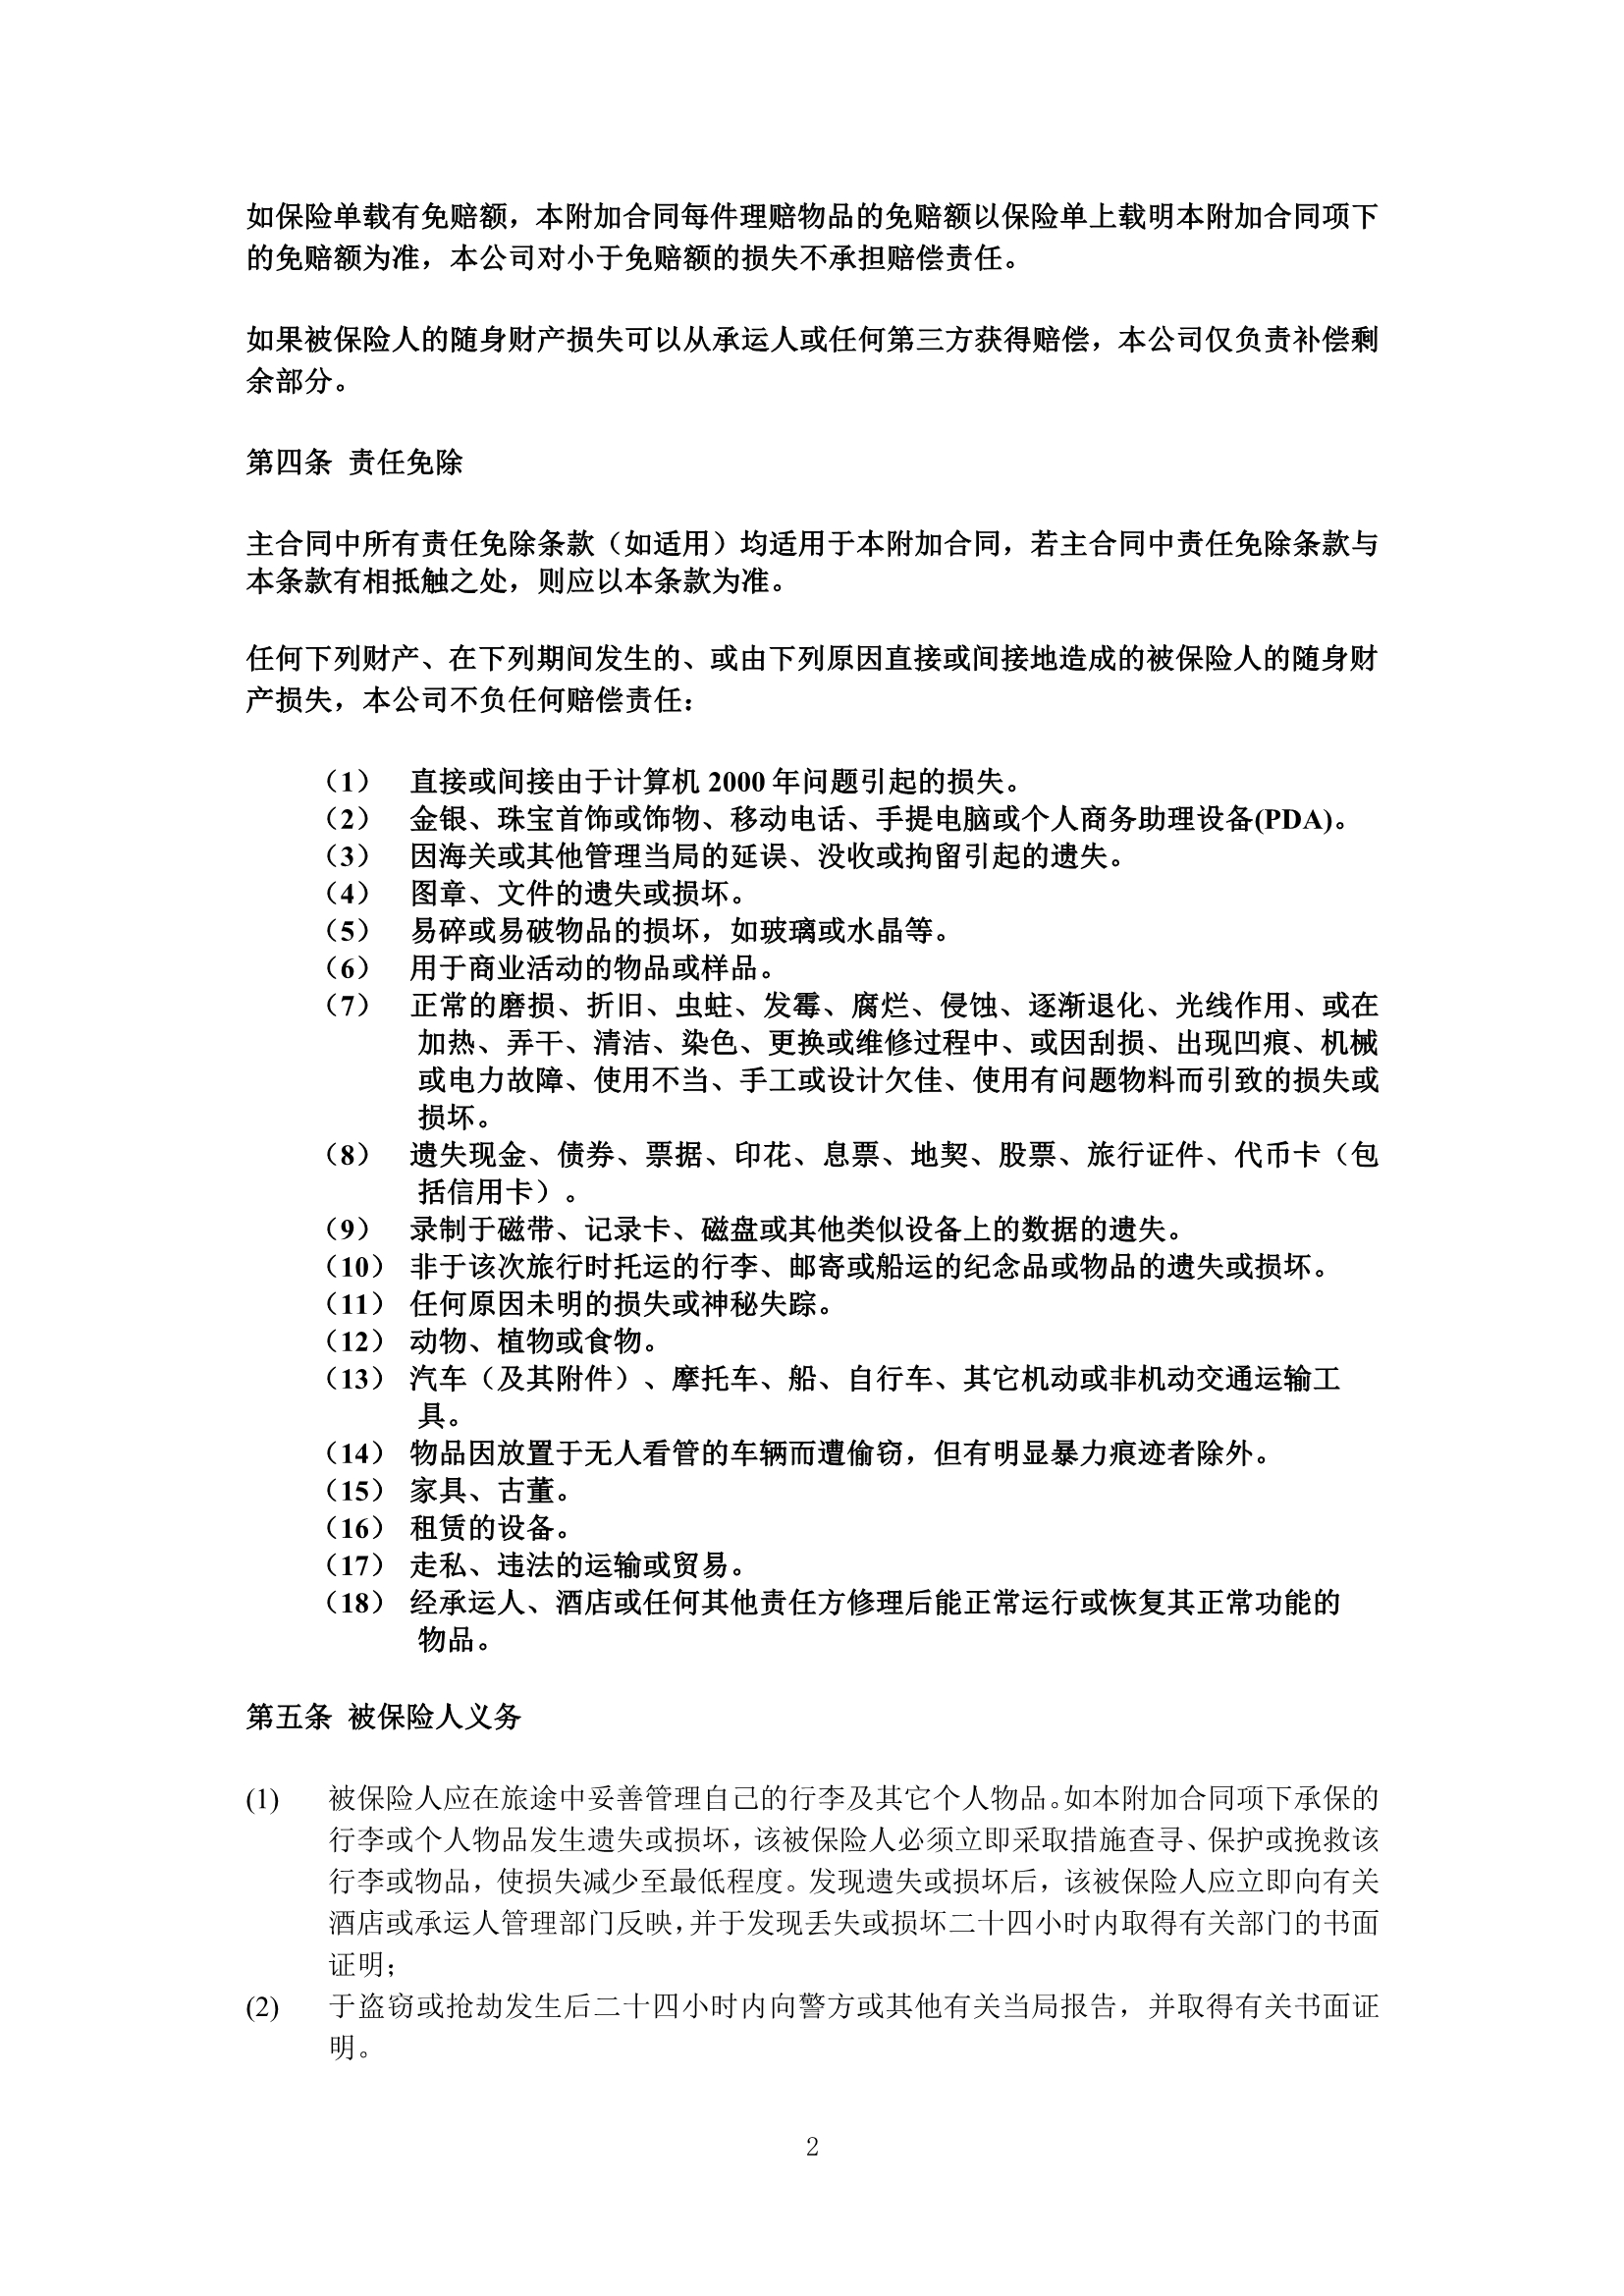 如保险单载有免赔额，本附加合同每件理赔物品的免赔额以保险单上载明本附加合同项下
的免赔额为准，本公司对小于免赔额的损失不承担赔偿责任。
如果被保险人的随身财产损失可以从承运人或任何第三方获得赔偿，本公司仅负责补偿剩
余部分。
第四条 责任免除
主合同中所有责任免除条款（如适用）均适用于本附加合同，若主合同中责任免除条款与
本条款有相抵触之处，则应以本条款为准。
任何下列财产、在下列期间发生的、或由下列原因直接或间接地造成的被保险人的随身财
产损失，本公司不负任何赔偿责任：
（1） 直接或间接由于计算机 2000 年问题引起的损失。
（2） 金银、珠宝首饰或饰物、移动电话、手提电脑或个人商务助理设备(PDA)。
（3） 因海关或其他管理当局的延误、没收或拘留引起的遗失。
（4） 图章、文件的遗失或损坏。
（5） 易碎或易破物品的损坏，如玻璃或水晶等。
（6） 用于商业活动的物品或样品。
（7） 正常的磨损、折旧、虫蛀、发霉、腐烂、侵蚀、逐渐退化、光线作用、或在
加热、弄干、清洁、染色、更换或维修过程中、或因刮损、出现凹痕、机械
或电力故障、使用不当、手工或设计欠佳、使用有问题物料而引致的损失或
损坏。
（8） 遗失现金、债券、票据、印花、息票、地契、股票、旅行证件、代币卡（包
括信用卡）。
（9） 录制于磁带、记录卡、磁盘或其他类似设备上的数据的遗失。
（10） 非于该次旅行时托运的行李、邮寄或船运的纪念品或物品的遗失或损坏。
（11） 任何原因未明的损失或神秘失踪。
（12） 动物、植物或食物。
（13） 汽车（及其附件）、摩托车、船、自行车、其它机动或非机动交通运输工
具。
（14） 物品因放置于无人看管的车辆而遭偷窃，但有明显暴力痕迹者除外。
（15） 家具、古董。
（16） 租赁的设备。
（17） 走私、违法的运输或贸易。
（18） 经承运人、酒店或任何其他责任方修理后能正常运行或恢复其正常功能的
物品。
第五条 被保险人义务
(1) 被保险人应在旅途中妥善管理自己的行李及其它个人物品。如本附加合同项下承保的
行李或个人物品发生遗失或损坏，该被保险人必须立即采取措施查寻、保护或挽救该
行李或物品，使损失减少至最低程度。发现遗失或损坏后，该被保险人应立即向有关
酒店或承运人管理部门反映，并于发现丢失或损坏二十四小时内取得有关部门的书面
证明；
(2) 于盗窃或抢劫发生后二十四小时内向警方或其他有关当局报告，并取得有关书面证
明。
2